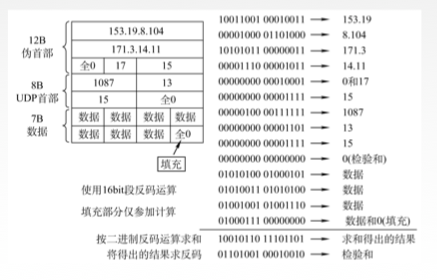 12B
伪首部
153.19.8.104
171.3.14.11
全0 17 15
8B
UDP首部
1087 13
15 全0
7B
数据
数据 数据 数据 数据
数据 数据 数据 全0
填充
使用16bit段反码运算
填充部分仅参加计算
10011001 00010011 → 153.19
00001000 01101000 → 8.104
10101011 00000011 → 171.3
00001110 00001011 → 14.11
00000000 00010001 → 0和17
00000000 00001111 → 15
00000100 00111111 → 1087
00000000 00001101 → 13
00000000 00001111 → 15
00000000 00000000 → 0(检验和)
01010100 01000101 → 数据
01010011 01010100 → 数据
01001001 01001110 → 数据
01000111 00000000 → 数据和0(填充)
按二进制反码运算求和 10010110 11101101 → 求和得出的结果
将得出的结果求反码 01101001 00010010 → 检验和